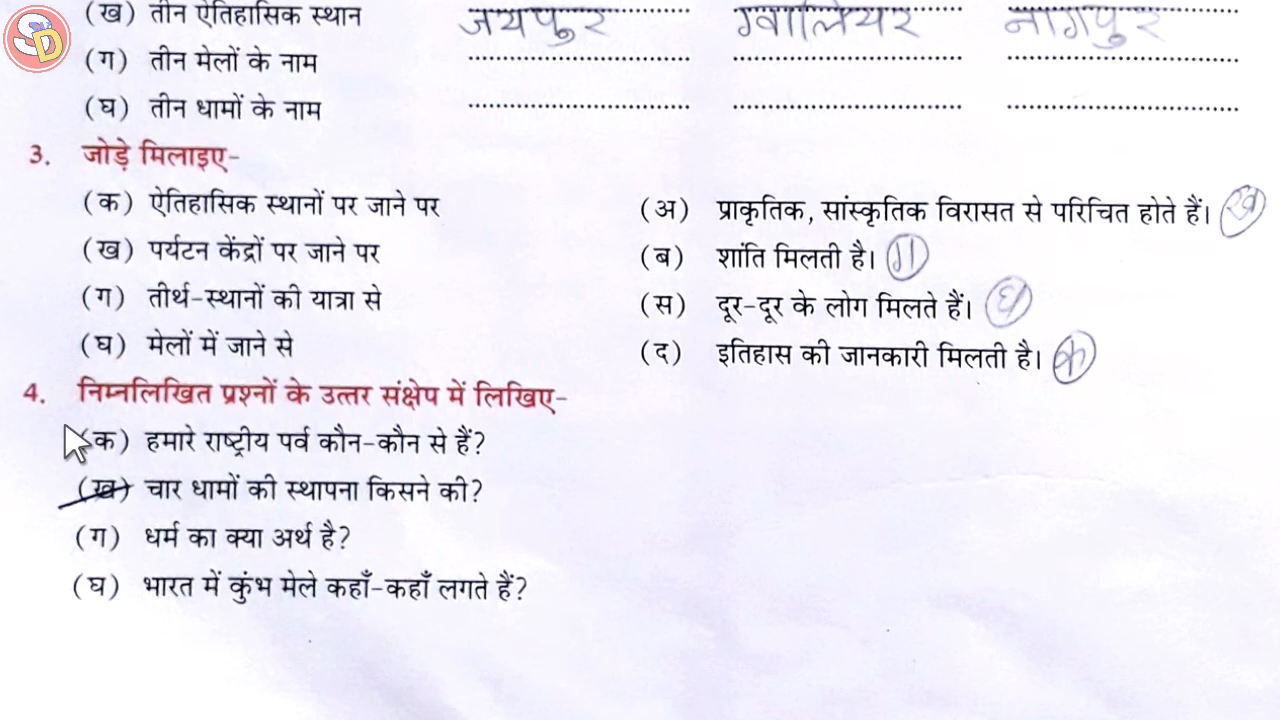 SD
(ख) तीन ऐतिहासिक स्थान जयपुर ग्वालियर नागपुर
(ग) तीन मेलों के नाम
(घ) तीन धामों के नाम
3. जोड़े मिलाइए-
(क) ऐतिहासिक स्थानों पर जाने पर (अ) प्राकृतिक, सांस्कृतिक विरासत से परिचित होते हैं। ख
(ख) पर्यटन केंद्रों पर जाने पर (ब) शांति मिलती है। ग
(ग) तीर्थ-स्थानों की यात्रा से (स) दूर-दूर के लोग मिलते हैं। घ
(घ) मेलों में जाने से (द) इतिहास की जानकारी मिलती है। क
4. निम्नलिखित प्रश्नों के उत्तर संक्षेप में लिखिए-
क) हमारे राष्ट्रीय पर्व कौन-कौन से हैं?
(ख) चार धामों की स्थापना किसने की?
(ग) धर्म का क्या अर्थ है?
(घ) भारत में कुंभ मेले कहाँ-कहाँ लगते हैं?